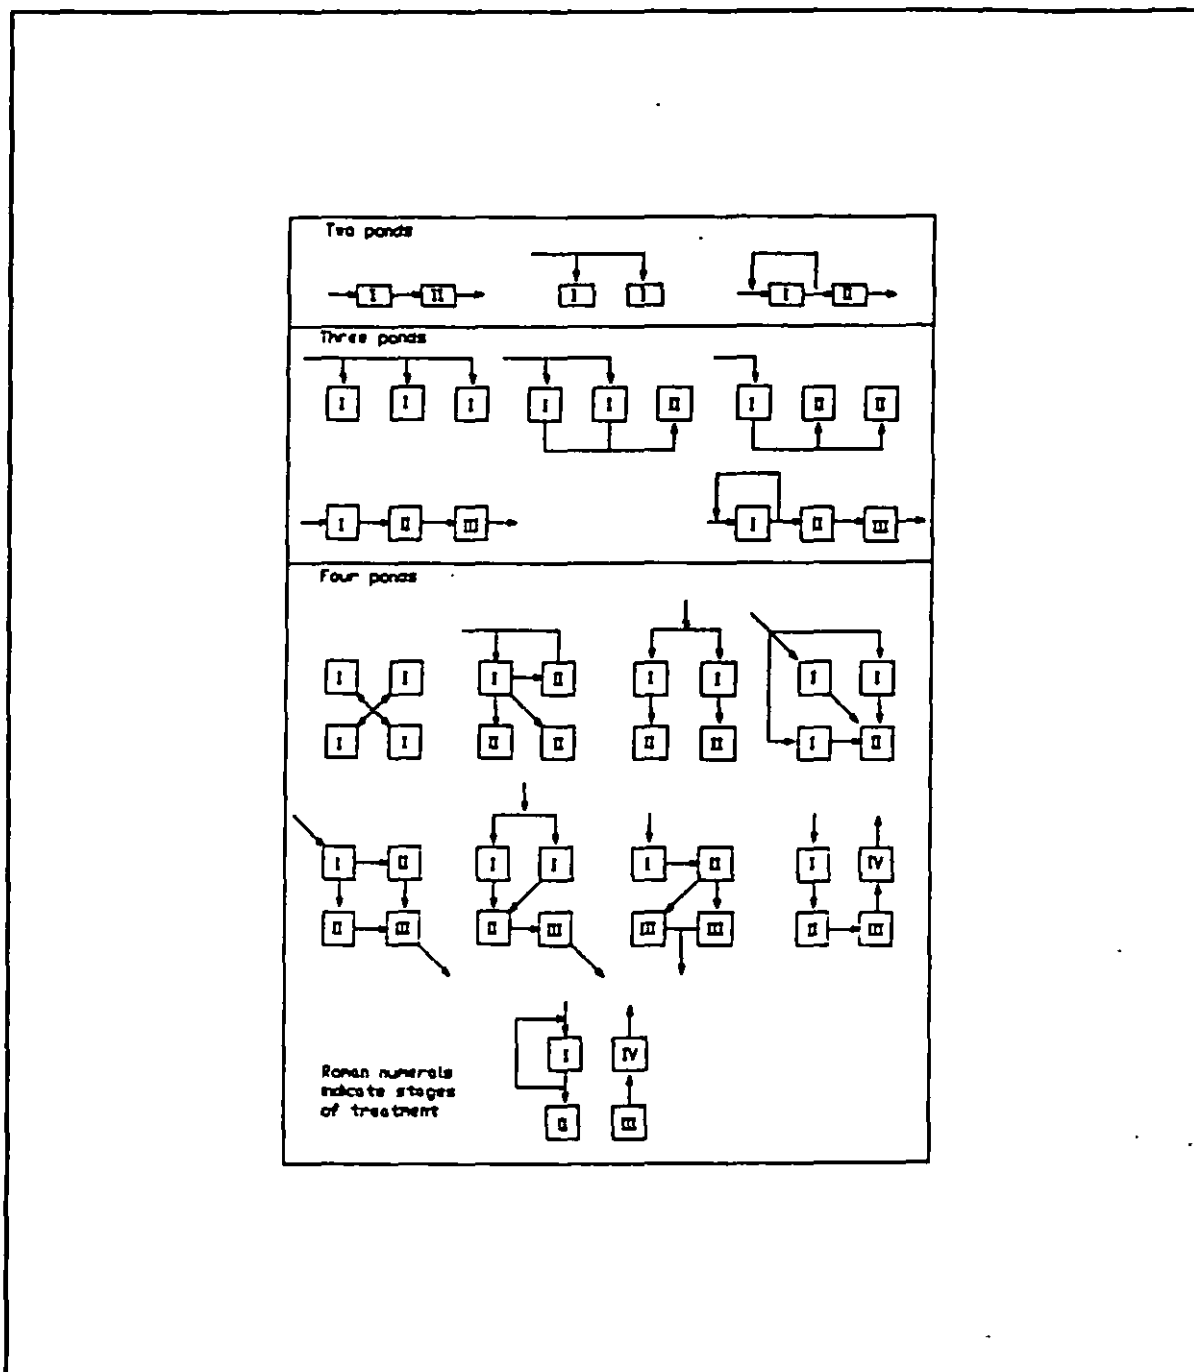 Two ponds
I II I I I II
Three ponds
I I I I I II I II II
I II III I II III
Four ponds
I I I II I I I I
I I II II II II I II
I II I I I II I IV
II III II III III III II III
I IV
Roman numerals
indicate stages
of treatment
II III